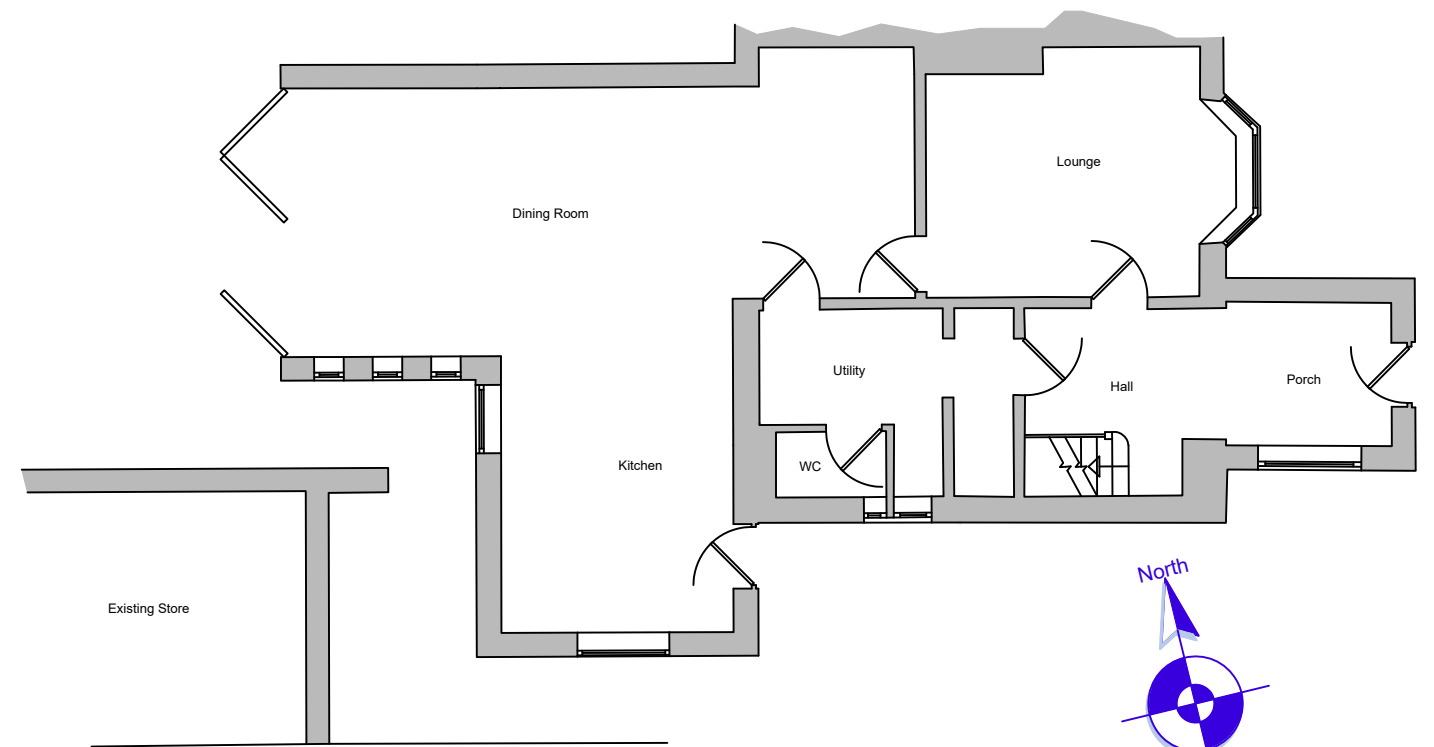 Lounge
Dining Room
Utility
Porch
Hall
Kitchen
WC
North
Existing Store